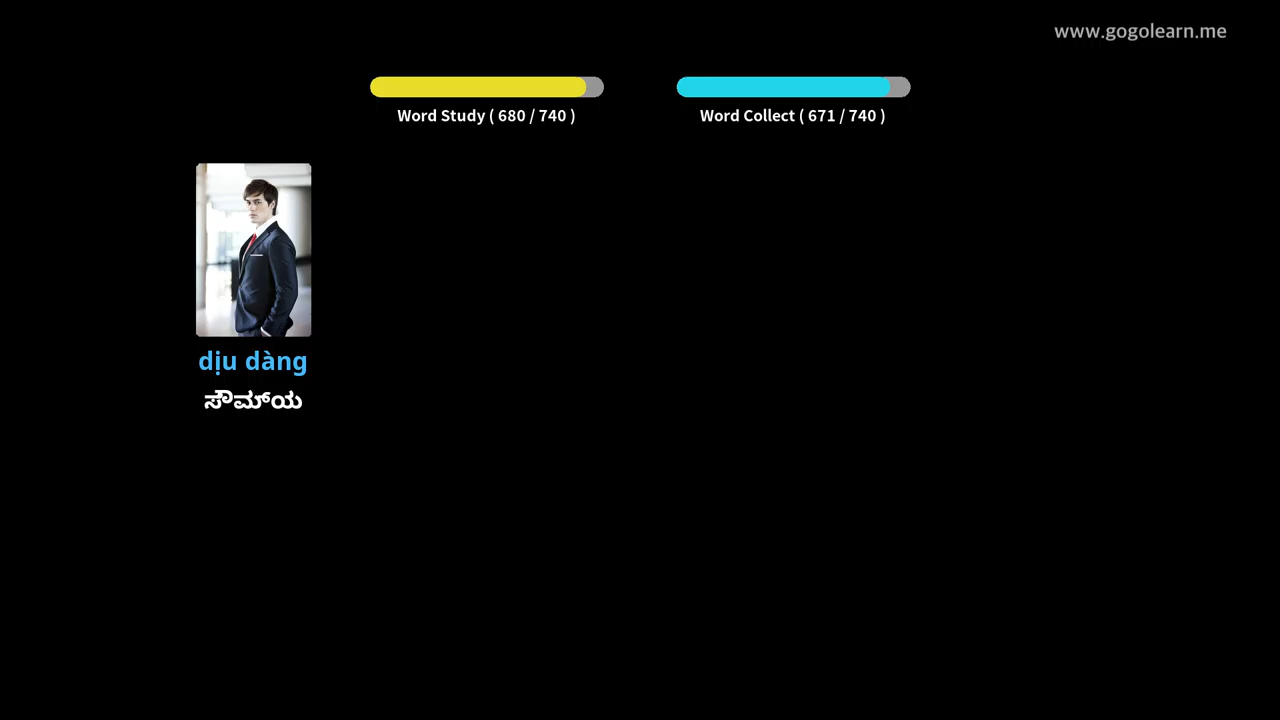 www.gogolearn.me
Word Study ( 680 / 740 )
Word Collect ( 671 / 740 )
dịu dàng
ಸೌಮ್ಯ